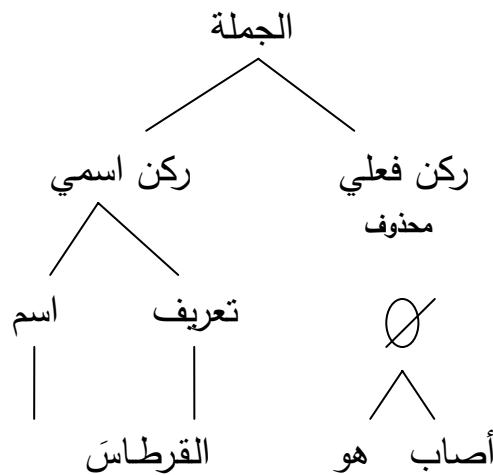 الجملة
ركن فعلي ركن اسمي
محذوف
∅ تعريف اسم
أصاب هو القرطاسَ